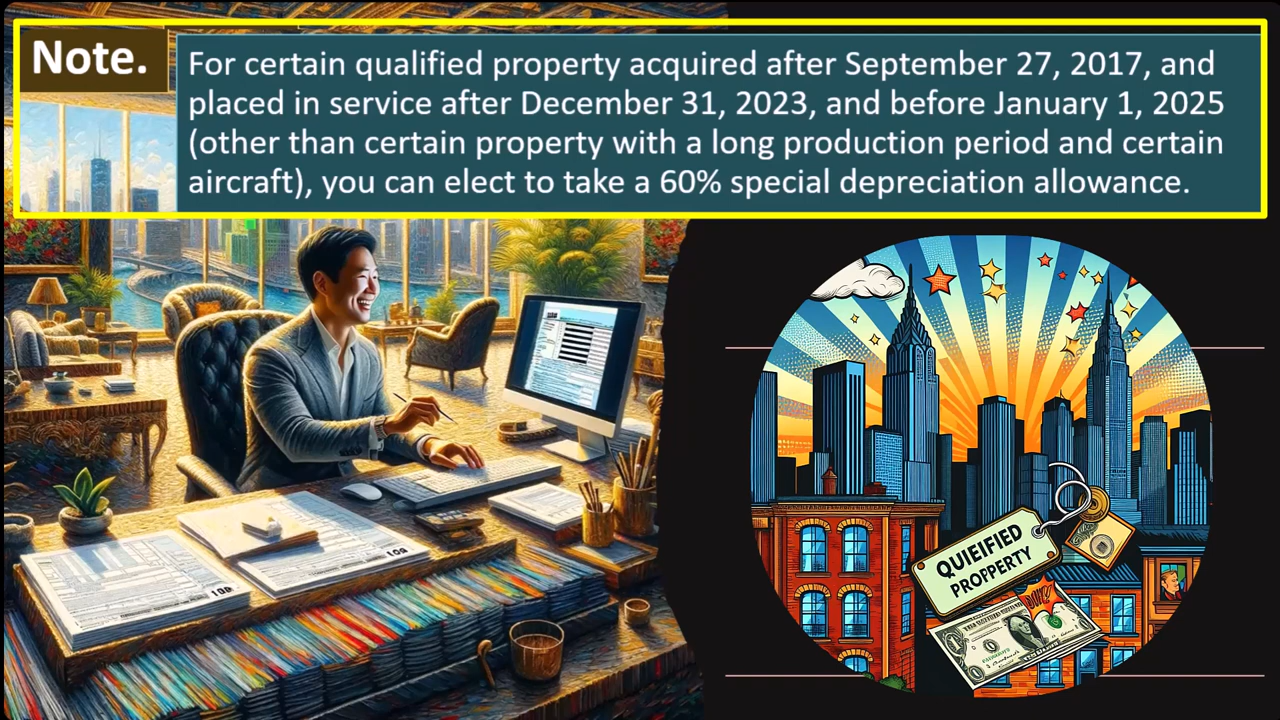 Note.
For certain qualified property acquired after September 27, 2017, and
placed in service after December 31, 2023, and before January 1, 2025
(other than certain property with a long production period and certain
aircraft), you can elect to take a 60% special depreciation allowance.
QUIEIFIED
PROPPERTY